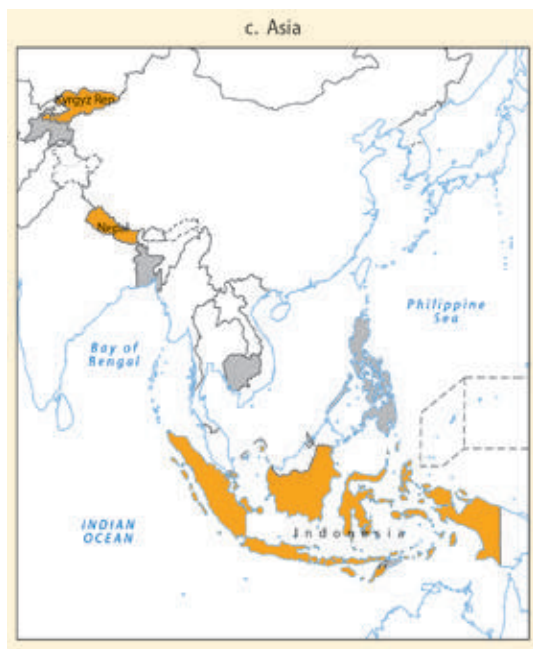 c. Asia
Kyrgyz Rep
Nepal
Philippine
Sea
Bay of
Bengal
INDIAN
OCEAN
Indonesia